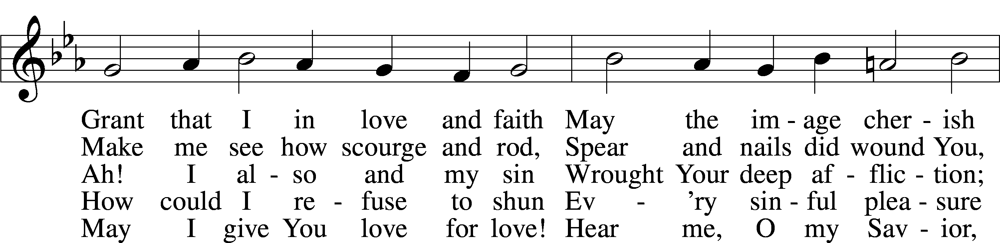 Grant that I in love and faith May the im - age cher - ish
Make me see how scourge and rod, Spear and nails did wound You,
Ah! I al - so and my sin Wrought Your deep af - flic - tion;
How could I re - fuse to shun Ev - ’ry sin - ful plea - sure
May I give You love for love! Hear me, O my Sav - ior,